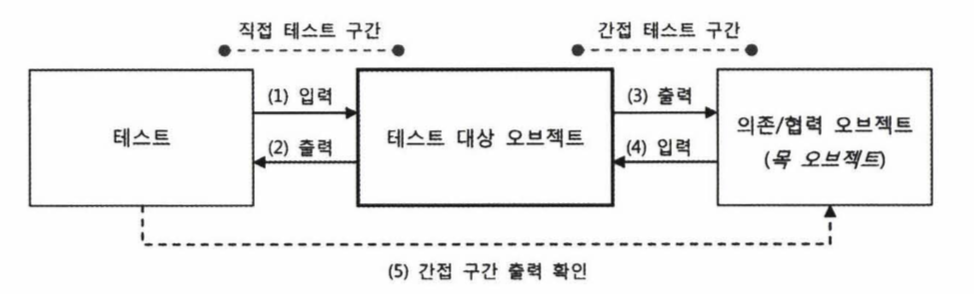 직접 테스트 구간
간접 테스트 구간
테스트
(1) 입력
(2) 출력
테스트 대상 오브젝트
(3) 출력
(4) 입력
의존/협력 오브젝트
(목 오브젝트)
(5) 간접 구간 출력 확인